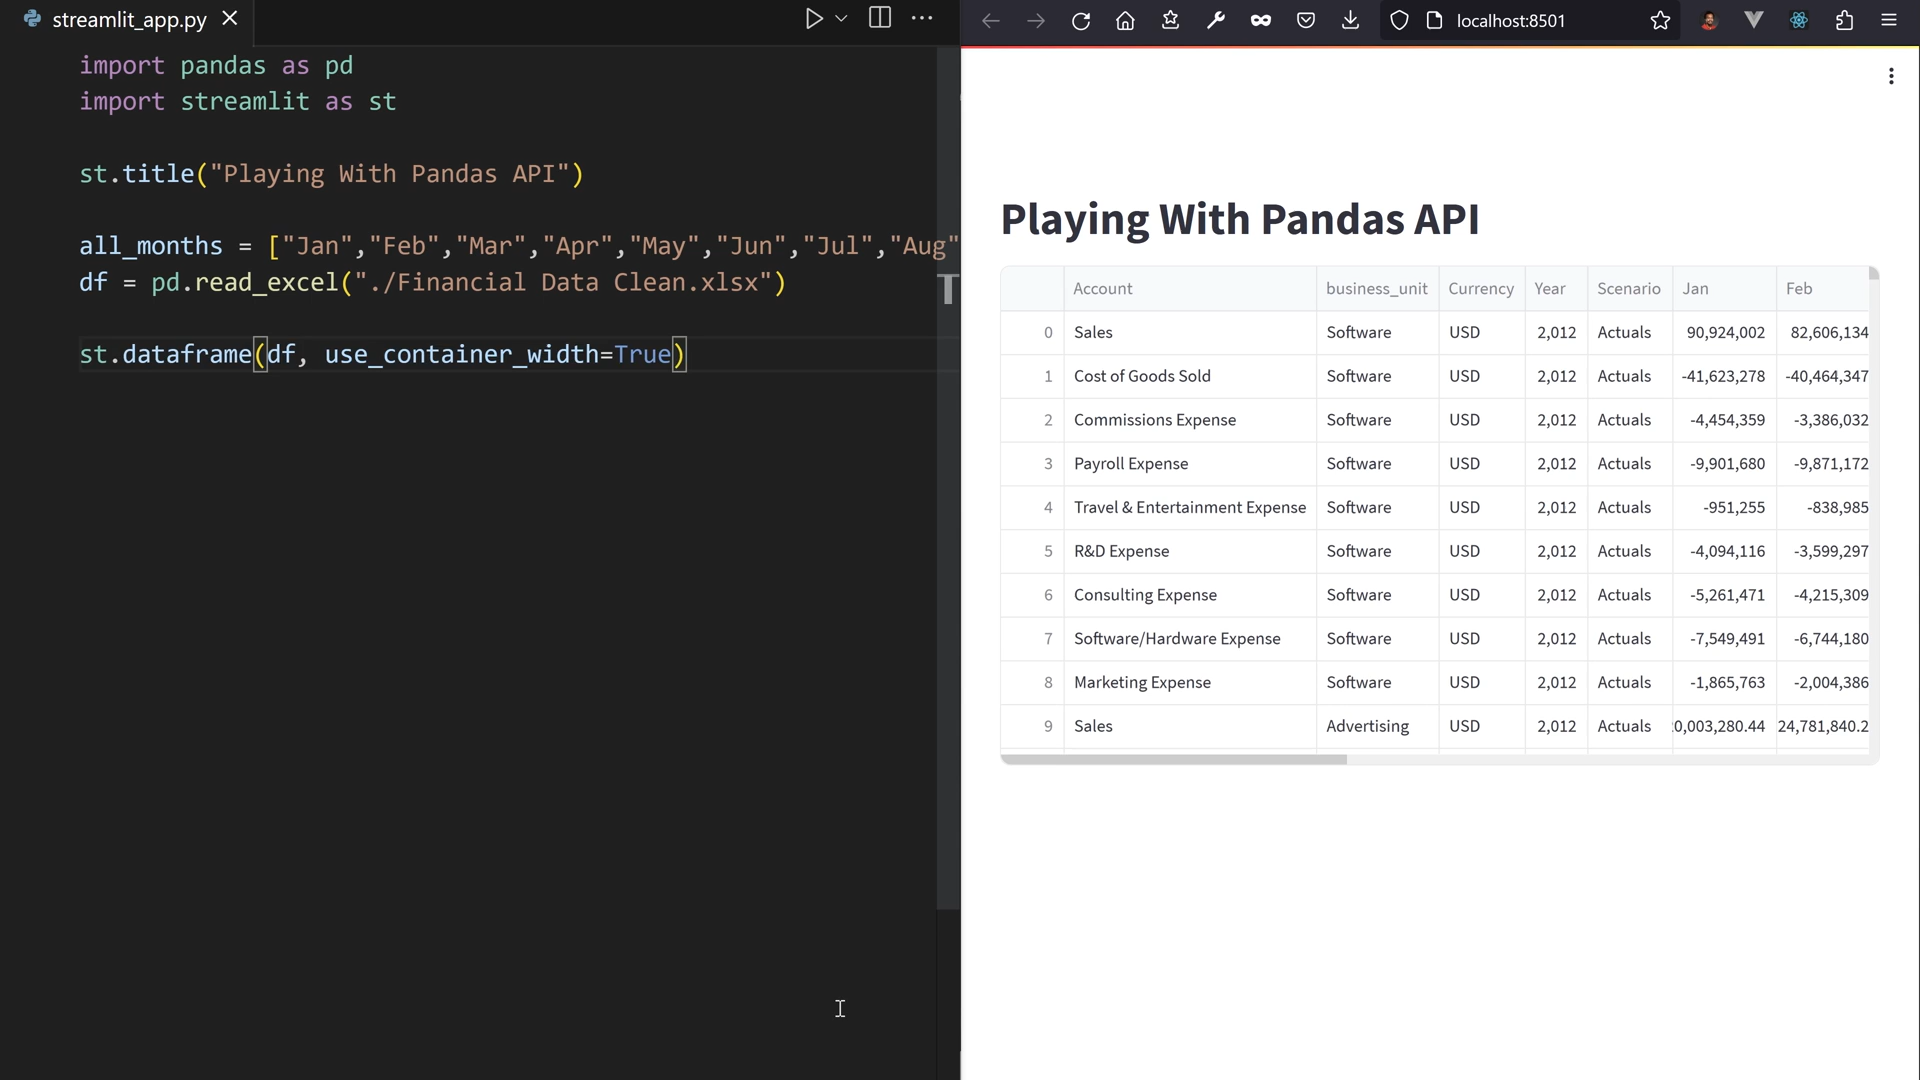 streamlit_app.py
localhost:8501
import pandas as pd
import streamlit as st
st.title("Playing With Pandas API")
all_months = ["Jan","Feb","Mar","Apr","May","Jun","Jul","Aug"
df = pd.read_excel("./Financial Data Clean.xlsx")
st.dataframe(df, use_container_width=True)
Playing With Pandas API
Account business_unit Currency Year Scenario Jan Feb
0 Sales Software USD 2,012 Actuals 90,924,002 82,606,134
1 Cost of Goods Sold Software USD 2,012 Actuals -41,623,278 -40,464,347
2 Commissions Expense Software USD 2,012 Actuals -4,454,359 -3,386,032
3 Payroll Expense Software USD 2,012 Actuals -9,901,680 -9,871,172
4 Travel & Entertainment Expense Software USD 2,012 Actuals -951,255 -838,985
5 R&D Expense Software USD 2,012 Actuals -4,094,116 -3,599,297
6 Consulting Expense Software USD 2,012 Actuals -5,261,471 -4,215,309
7 Software/Hardware Expense Software USD 2,012 Actuals -7,549,491 -6,744,180
8 Marketing Expense Software USD 2,012 Actuals -1,865,763 -2,004,386
9 Sales Advertising USD 2,012 Actuals 0,003,280.44 24,781,840.2